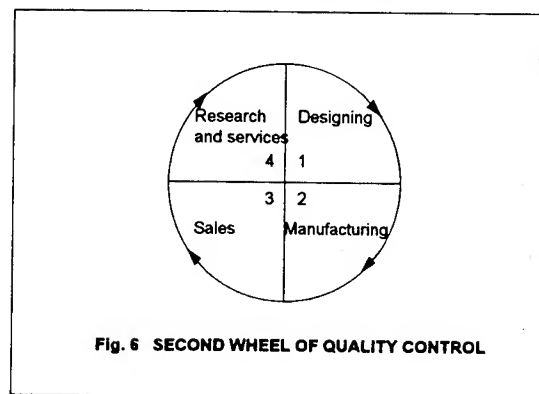 Research
and services
Designing
4 1
3 2
Sales
Manufacturing
Fig. 6 SECOND WHEEL OF QUALITY CONTROL